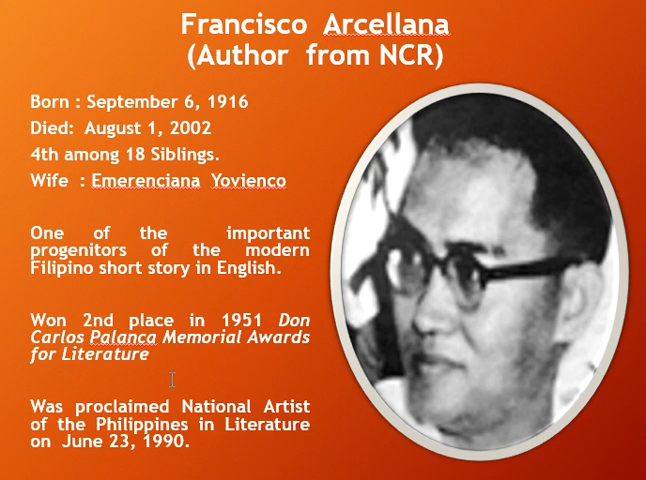 Francisco Arcellana
(Author from NCR)
Born : September 6, 1916
Died: August 1, 2002
4th among 18 Siblings.
Wife : Emerenciana Yovienco
One of the important
progenitors of the modern
Filipino short story in English.
Won 2nd place in 1951 Don
Carlos Palanca Memorial Awards
for Literature
Was proclaimed National Artist
of the Philippines in Literature
on June 23, 1990.